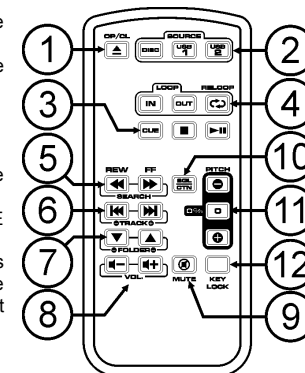 OP/CL
SOURCE
DISC USB 1 USB 2
1
2
LOOP RELOOP
IN OUT
3
4
CUE
REW FF
PITCH
5
SGL CTN
10
SEARCH
6
TRACK
11
7
FOLDER
E
12
VOL.
MUTE
KEY LOCK
8
9